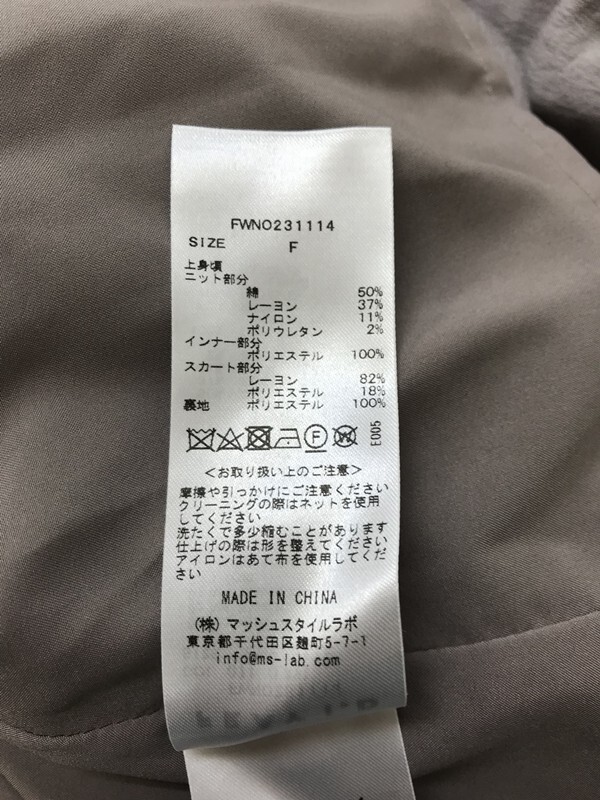 FWNO231114
SIZE F
上身頃
ニット部分
綿 50%
レーヨン 37%
ナイロン 11%
ポリウレタン 2%
インナー部分
ポリエステル 100%
スカート部分
レーヨン 82%
ポリエステル 18%
裏地 ポリエステル 100%
F W E005
<お取り扱い上のご注意>
摩擦や引っかけにご注意ください
クリーニングの際はネットを使用
してください
洗たくで多少縮むことがあります
仕上げの際は形を整えてください
アイロンはあて布を使用してくだ
さい
MADE IN CHINA
(株) マッシュスタイルラボ
東京都千代田区麹町5-7-1
info@ms-lab.com